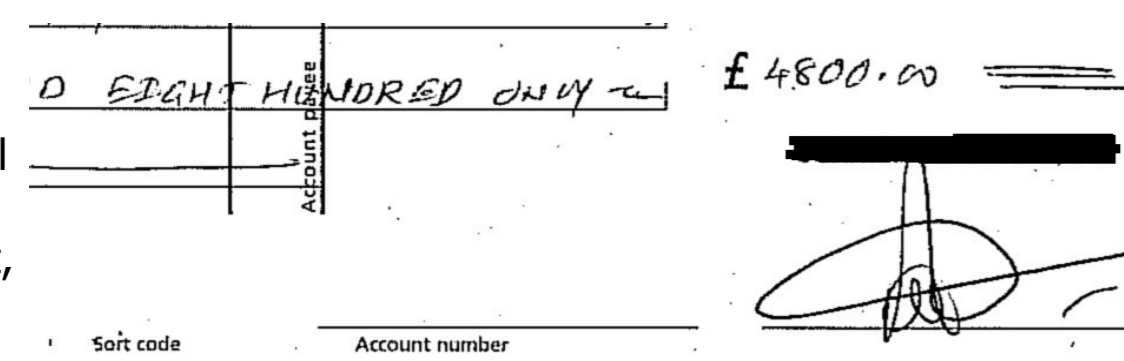 D EIGHT HUNDRED ONLY
£ 4800.00
Account payee
Sort code
Account number